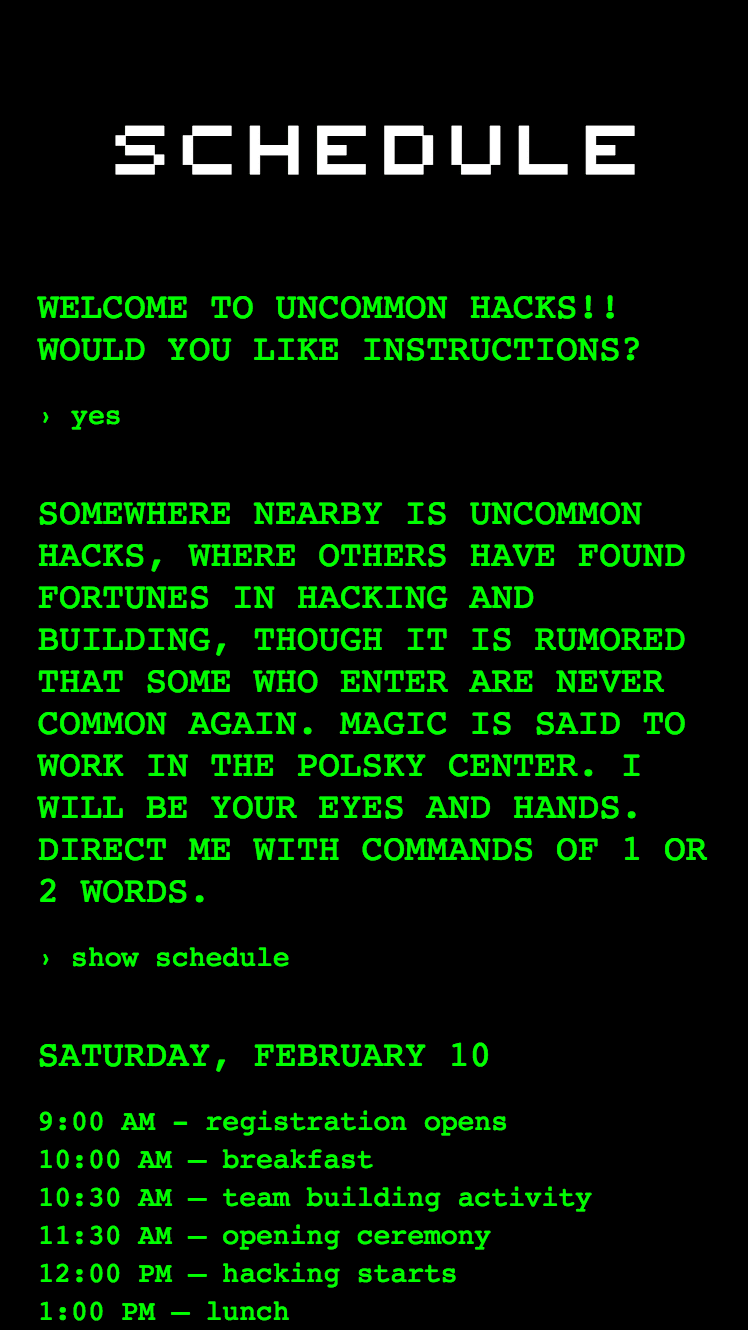 SCHEDULE
WELCOME TO UNCOMMON HACKS!!
WOULD YOU LIKE INSTRUCTIONS?
› yes
SOMEWHERE NEARBY IS UNCOMMON
HACKS, WHERE OTHERS HAVE FOUND
FORTUNES IN HACKING AND
BUILDING, THOUGH IT IS RUMORED
THAT SOME WHO ENTER ARE NEVER
COMMON AGAIN. MAGIC IS SAID TO
WORK IN THE POLSKY CENTER. I
WILL BE YOUR EYES AND HANDS.
DIRECT ME WITH COMMANDS OF 1 OR
2 WORDS.
› show schedule
SATURDAY, FEBRUARY 10
9:00 AM – registration opens
10:00 AM — breakfast
10:30 AM — team building activity
11:30 AM — opening ceremony
12:00 PM — hacking starts
1:00 PM — lunch